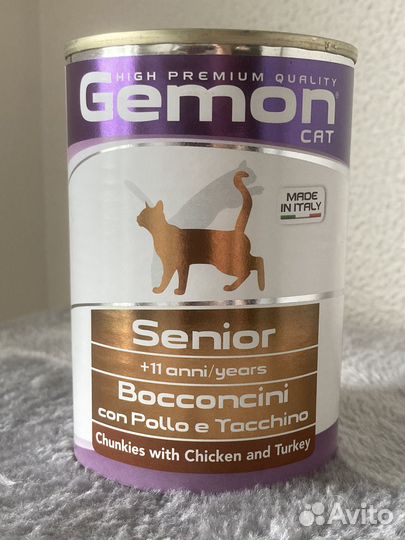 HIGH PREMIUM QUALITY
Gemon
CAT
MADE
IN ITALY
Senior
+11 anni/years
Bocconcini
con Pollo e Tacchino
Chunkies with Chicken and Turkey
Avito